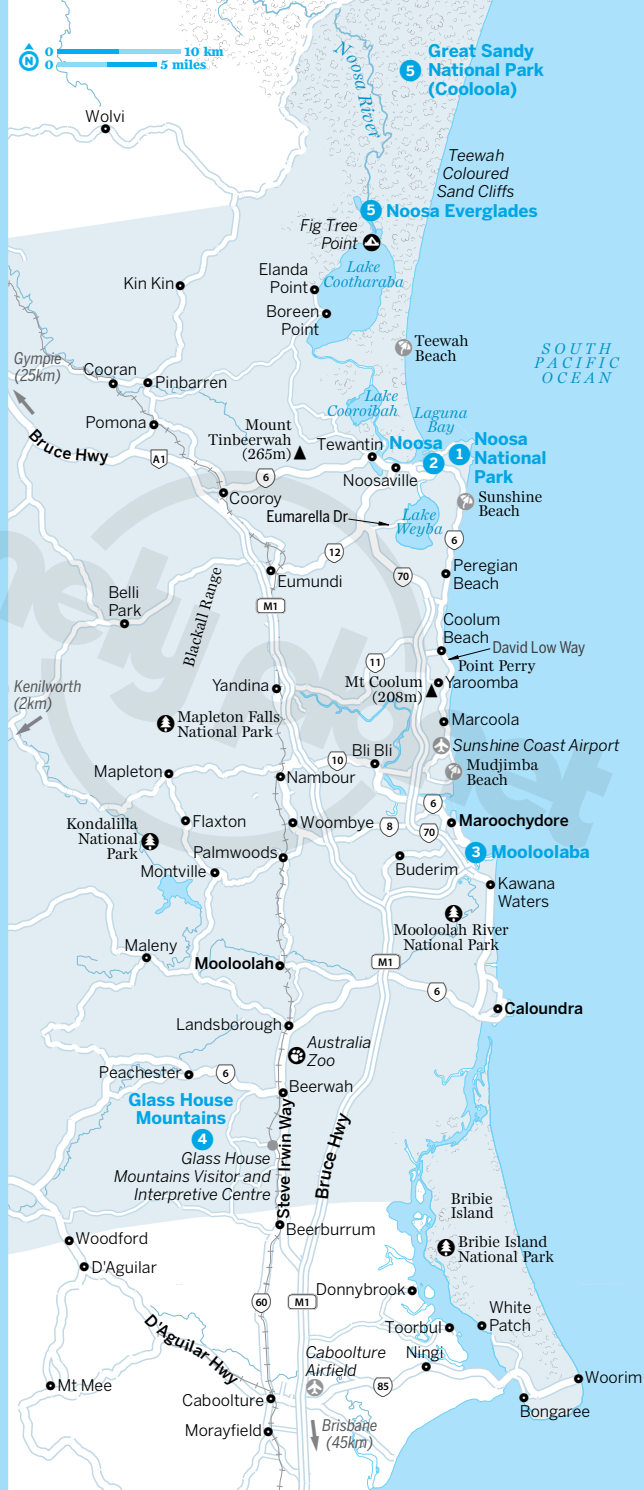 0 10 km
N
0 5 miles
Noosa River
5
Great Sandy
National Park
(Cooloola)
Wolvi
Teewah
Coloured
Sand Cliffs
5 Noosa Everglades
Fig Tree
Point
Lake
Cootharaba
Kin Kin
Elanda
Point
Boreen
Point
Teewah
Beach
SOUTH
PACIFIC
OCEAN
Gympie
(25km)
Cooran
Pinbarren
Lake
Cooroibah
Laguna
Bay
Pomona
Mount
Tinbeerwah
(265m)
Tewantin
Noosa
2
1
Noosa
National
Park
Bruce Hwy
A1
6
Noosaville
Cooroy
Sunshine
Beach
Eumarella Dr
Lake
Weyba
6
12
Eumundi
70
Peregian
Beach
M1
Belli
Park
Blackall Range
Coolum
Beach
David Low Way
11
Point Perry
Kenilworth
(2km)
Yandina
Mt Coolum
(208m)
Yaroomba
Mapleton Falls
National Park
Marcoola
Sunshine Coast Airport
Bli Bli
10
Mapleton
Nambour
Mudjimba
Beach
6
Kondalilla
National
Park
Flaxton
Woombye
8
70
Maroochydore
Palmwoods
3 Mooloolaba
Montville
Buderim
Kawana
Waters
Mooloolah River
National Park
Maleny
Mooloolah
M1
6
Caloundra
Landsborough
Australia
Zoo
Peachester
6
Beerwah
Glass House
Mountains
4
Glass House
Mountains Visitor and
Interpretive Centre
Steve Irwin Way
Bruce Hwy
Bribie
Island
Beerburrum
Woodford
Bribie Island
National Park
D'Aguilar
Donnybrook
60
M1
White
Patch
Toorbul
D'Aguilar Hwy
Caboolture
Airfield
Ningi
Mt Mee
85
Woorim
Caboolture
Bongaree
Morayfield
Brisbane
(45km)
nely planet